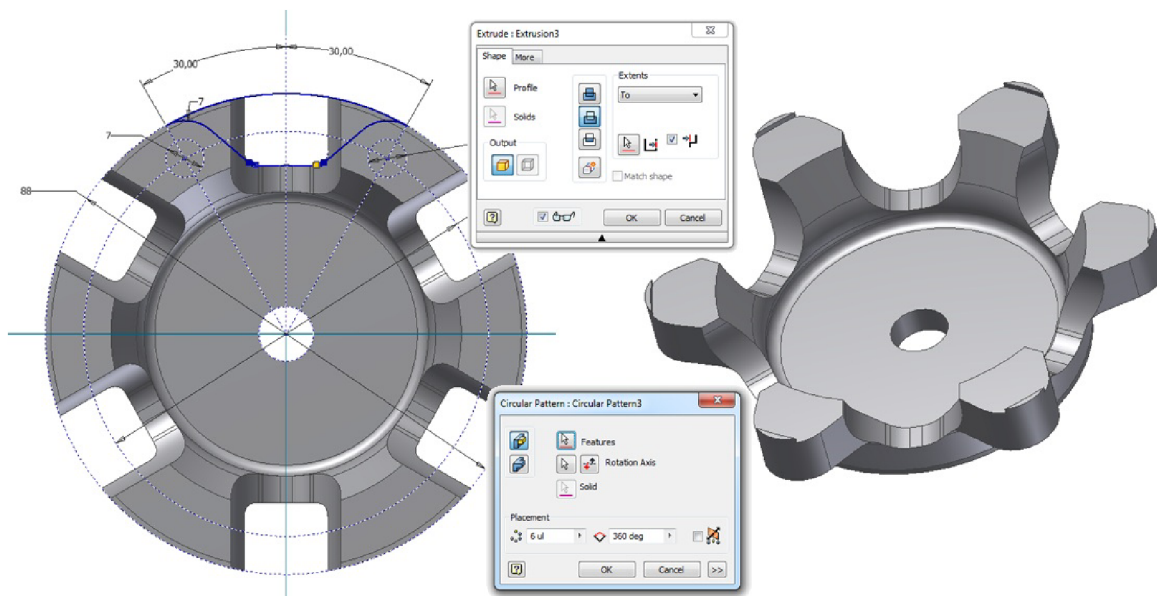 30,00
30,00
7
7
88
Extrude : Extrusion3
Shape
More
Profile
Solids
Output
Extents
To
Match shape
OK
Cancel
Circular Pattern : Circular Pattern3
Features
Rotation Axis
Solid
Placement
6 ul
360 deg
OK
Cancel
>>